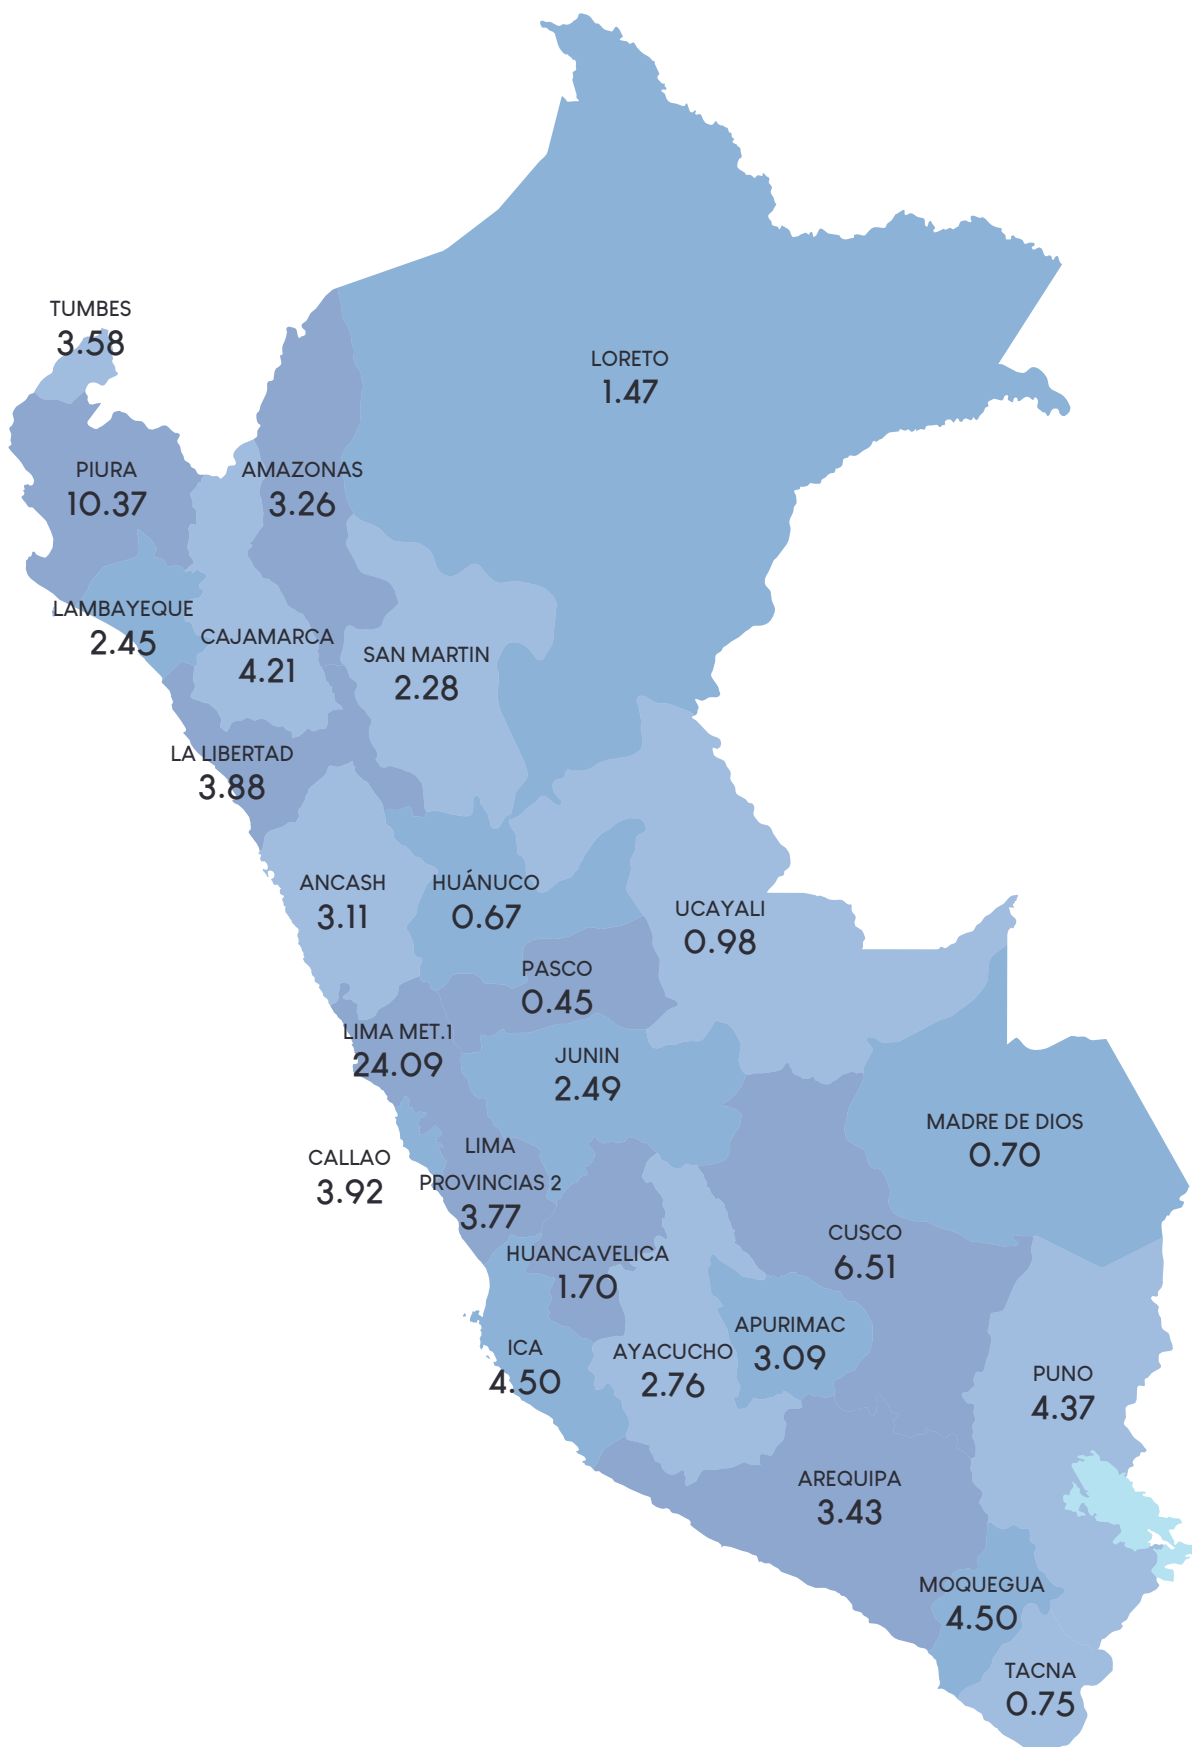 TUMBES
3.58
LORETO
1.47
PIURA
10.37
AMAZONAS
3.26
LAMBAYEQUE
2.45
CAJAMARCA
4.21
SAN MARTIN
2.28
LA LIBERTAD
3.88
ANCASH
3.11
HUÁNUCO
0.67
UCAYALI
0.98
PASCO
0.45
LIMA MET.1
24.09
JUNIN
2.49
MADRE DE DIOS
0.70
CALLAO
3.92
LIMA
PROVINCIAS 2
3.77
CUSCO
6.51
HUANCAVELICA
1.70
APURIMAC
3.09
ICA
4.50
AYACUCHO
2.76
PUNO
4.37
AREQUIPA
3.43
MOQUEGUA
4.50
TACNA
0.75